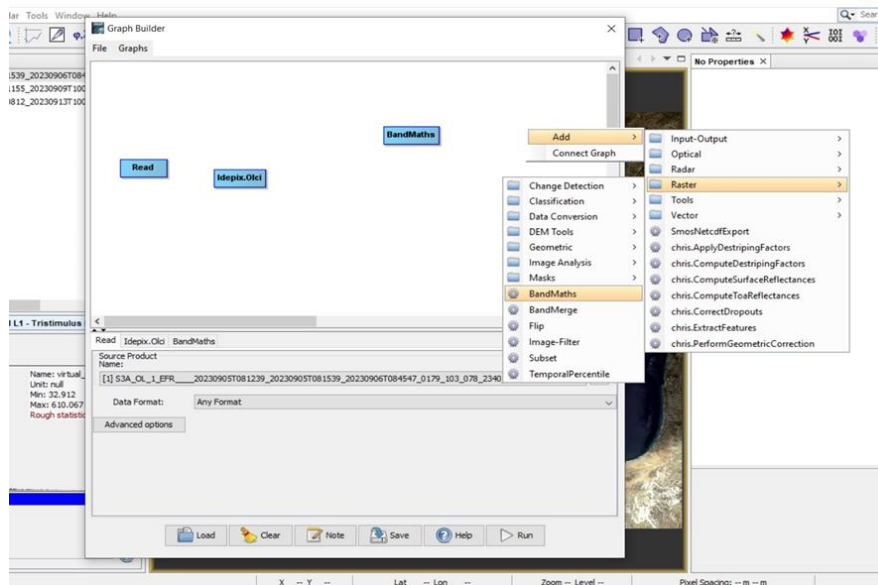 lar Tools Window Help
Sear
Graph Builder
File Graphs
No Properties
1539_20230906T084
1155_20230909T100
0812_20230913T100
BandMaths
Read
Idepix.Olci
Add
Connect Graph
Input-Output
Optical
Radar
Raster
Tools
Vector
SmosNetcdfExport
chris.ApplyDestripingFactors
chris.ComputeDestripingFactors
chris.ComputeSurfaceReflectances
chris.ComputeToaReflectances
chris.CorrectDropouts
chris.ExtractFeatures
chris.PerformGeometricCorrection
Change Detection
Classification
Data Conversion
DEM Tools
Geometric
Image Analysis
Masks
BandMaths
BandMerge
Flip
Image-Filter
Subset
TemporalPercentile
I L1 - Tristimulus
Name: virtual_
Unit: null
Min: 32.912
Max: 610.067
Rough statistic
Read Idepix.Olci BandMaths
Source Product
Name:
[1] S3A_OL_1_EFR____20230905T081239_20230905T081539_20230906T084547_0179_103_078_2340
Data Format: Any Format
Advanced options
Load Clear Note Save Help Run
X -- Y -- Lat -- Lon -- Zoom -- Level -- Pixel Spacing: -- m -- m